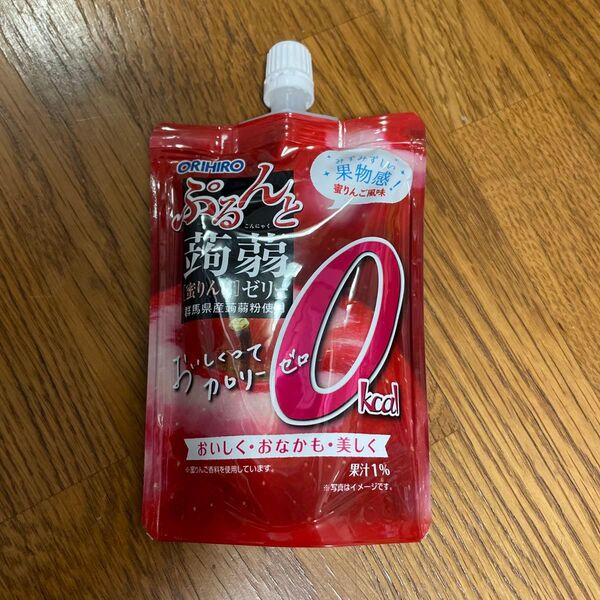 ORIHIRO
みずみずしい
果物感!
蜜りんご風味
ぷるんと
こんにゃく
蒟蒻
蜜りんご
ゼリー
群馬県産蒟蒻粉使用
おいしくって
カロリー
ゼロ
0
kcal
おいしく・おなかも・美しく
※蜜りんご香料を使用しています。
果汁1%
※写真はイメージです。